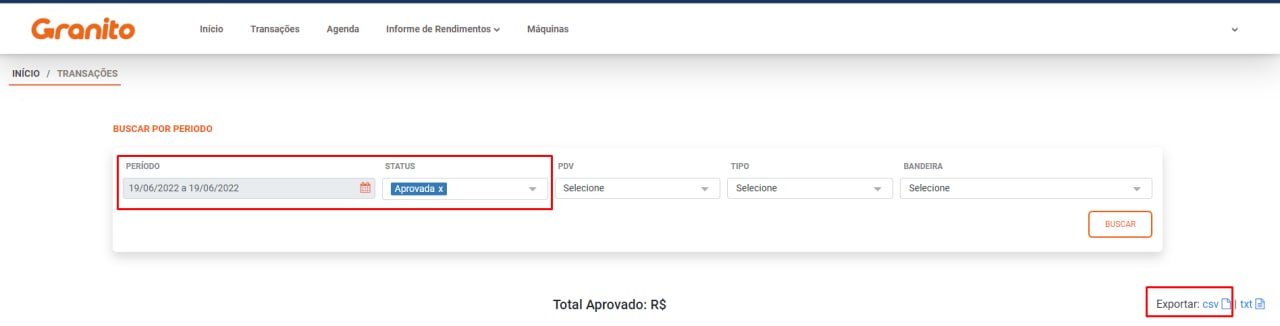 Granito Início Transações Agenda Informe de Rendimentos Máquinas
INÍCIO / TRANSAÇÕES
BUSCAR POR PERIODO
PERÍODO STATUS PDV TIPO BANDEIRA
19/06/2022 a 19/06/2022 Aprovada x Selecione Selecione Selecione
BUSCAR
Total Aprovado: R$ Exportar: csv | txt